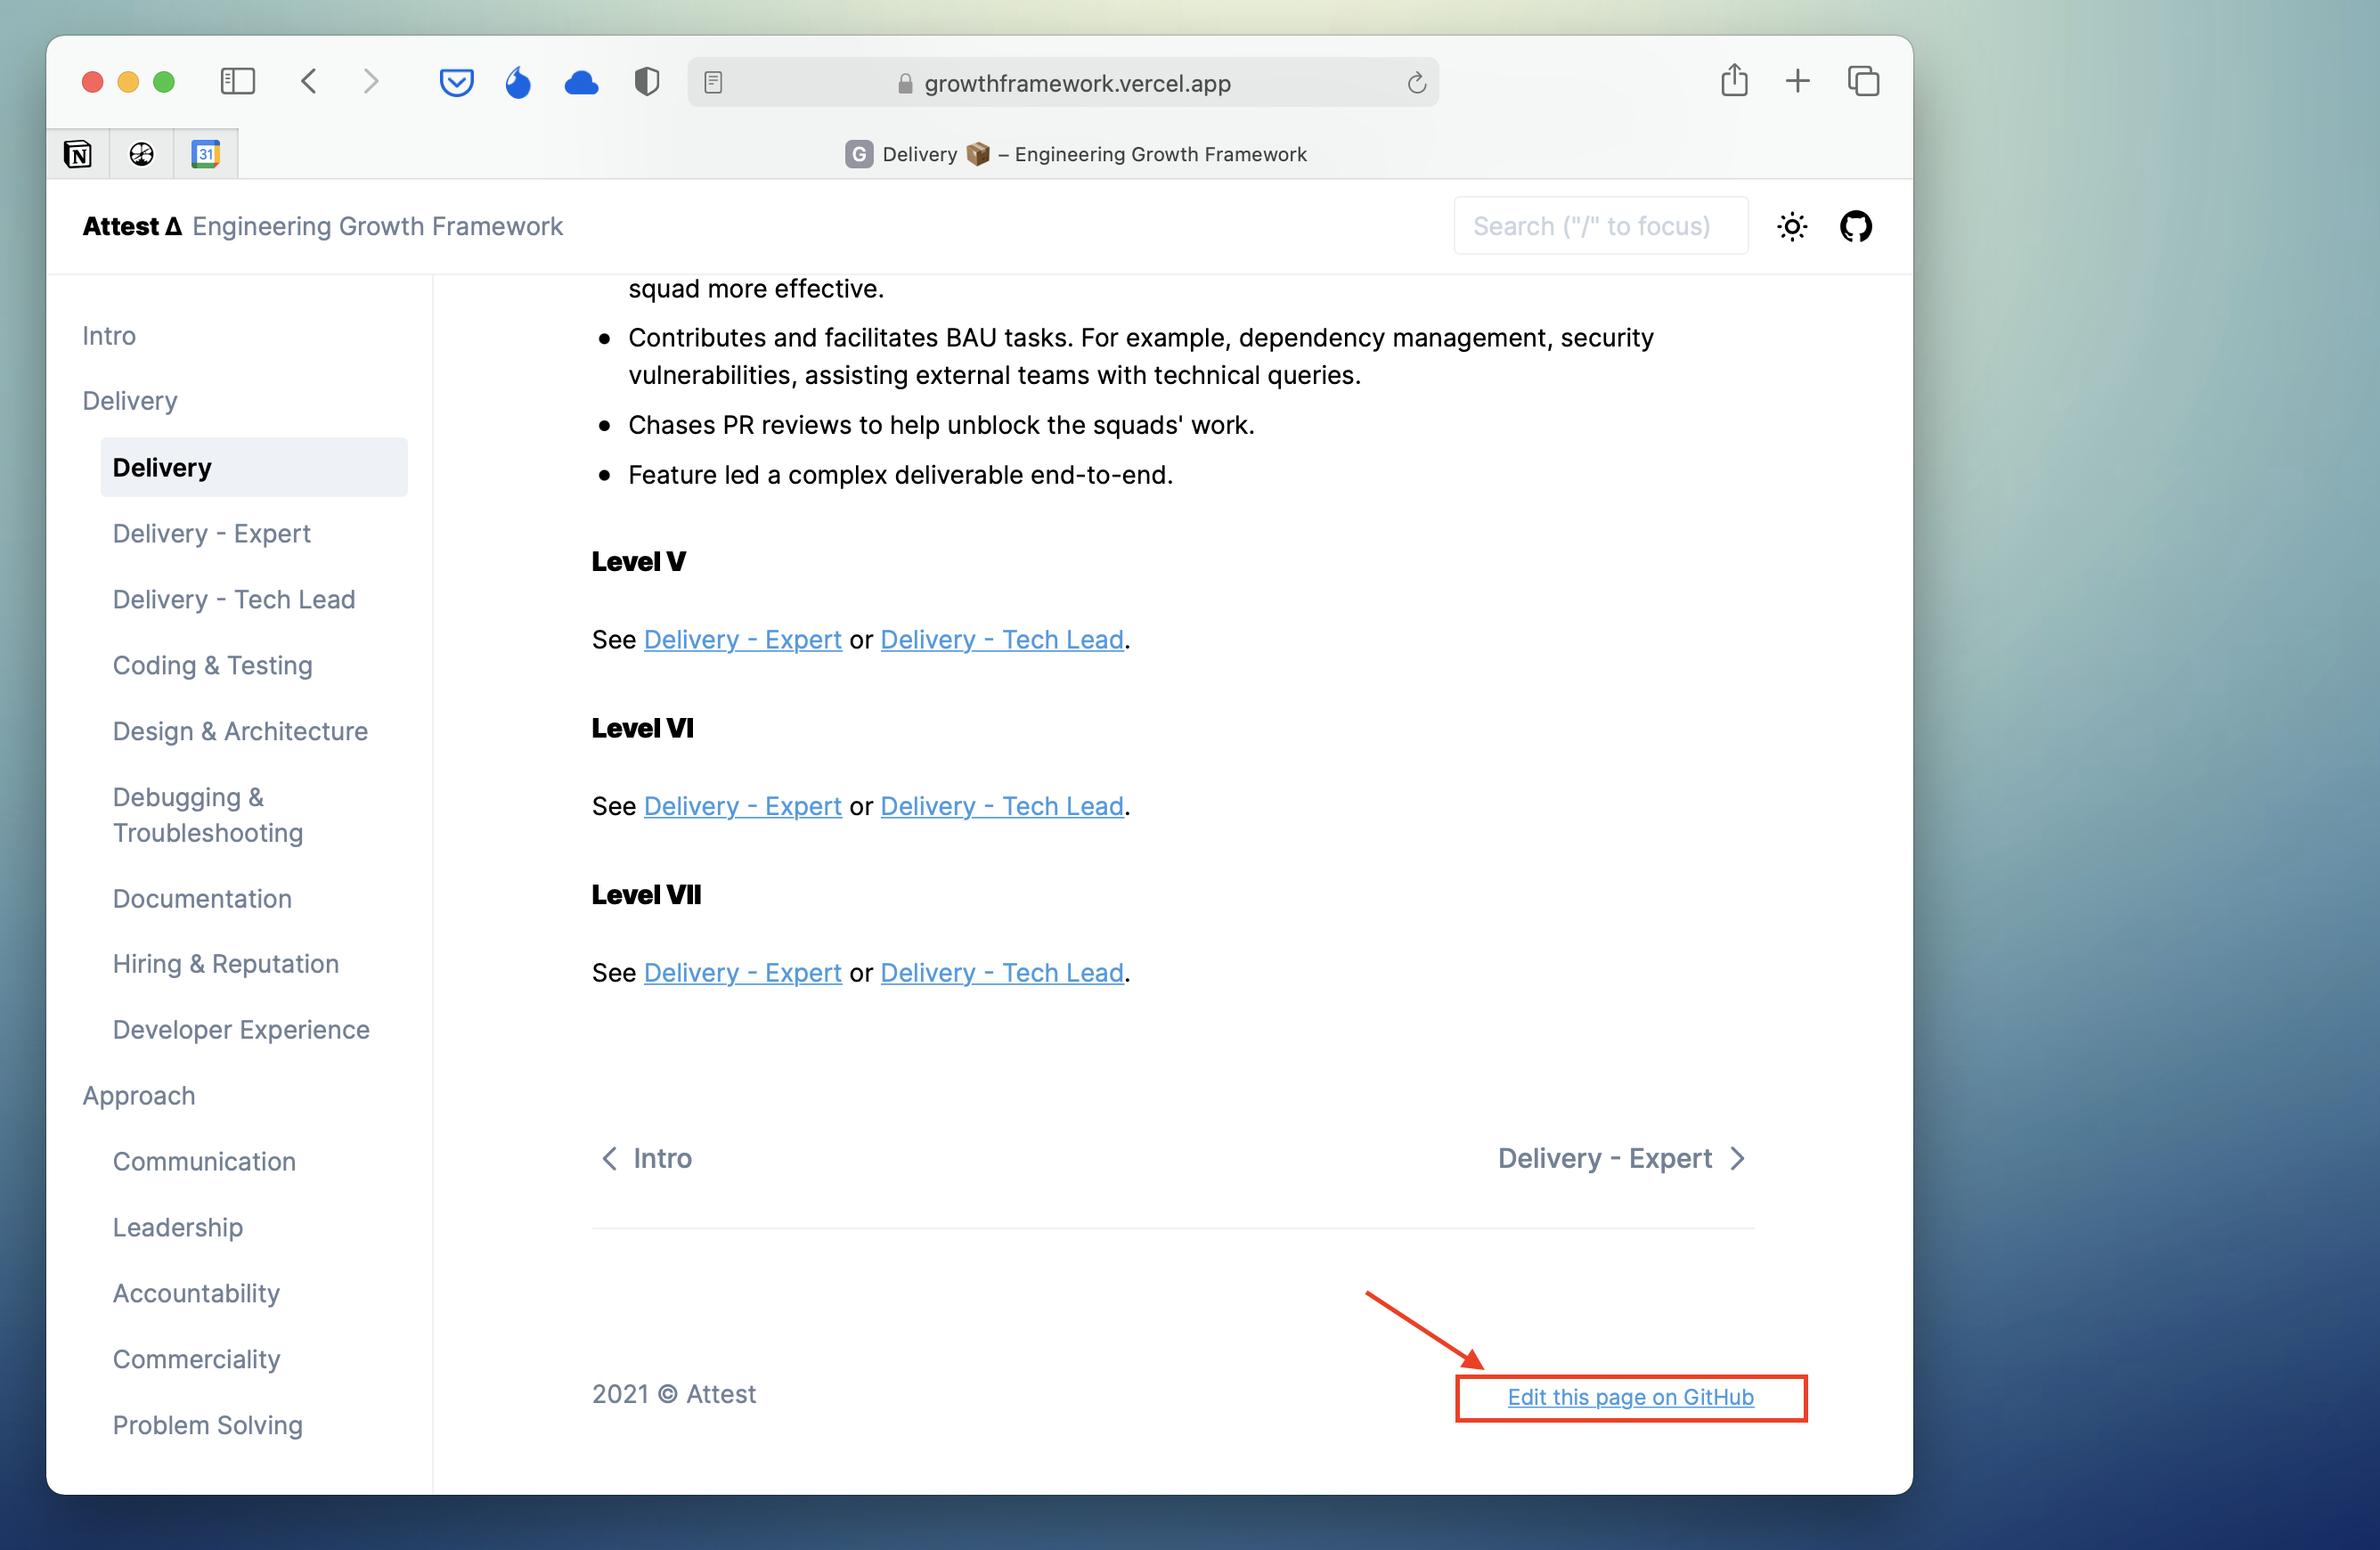 growthframework.vercel.app
N
31
G Delivery 📦 – Engineering Growth Framework
Attest Δ Engineering Growth Framework
Search ("/" to focus)
Intro
Delivery
Delivery
Delivery - Expert
Delivery - Tech Lead
Coding & Testing
Design & Architecture
Debugging &
Troubleshooting
Documentation
Hiring & Reputation
Developer Experience
Approach
Communication
Leadership
Accountability
Commerciality
Problem Solving
squad more effective.
• Contributes and facilitates BAU tasks. For example, dependency management, security
vulnerabilities, assisting external teams with technical queries.
• Chases PR reviews to help unblock the squads' work.
• Feature led a complex deliverable end-to-end.
Level V
See Delivery - Expert or Delivery - Tech Lead.
Level VI
See Delivery - Expert or Delivery - Tech Lead.
Level VII
See Delivery - Expert or Delivery - Tech Lead.
Intro
Delivery - Expert
2021 © Attest
Edit this page on GitHub